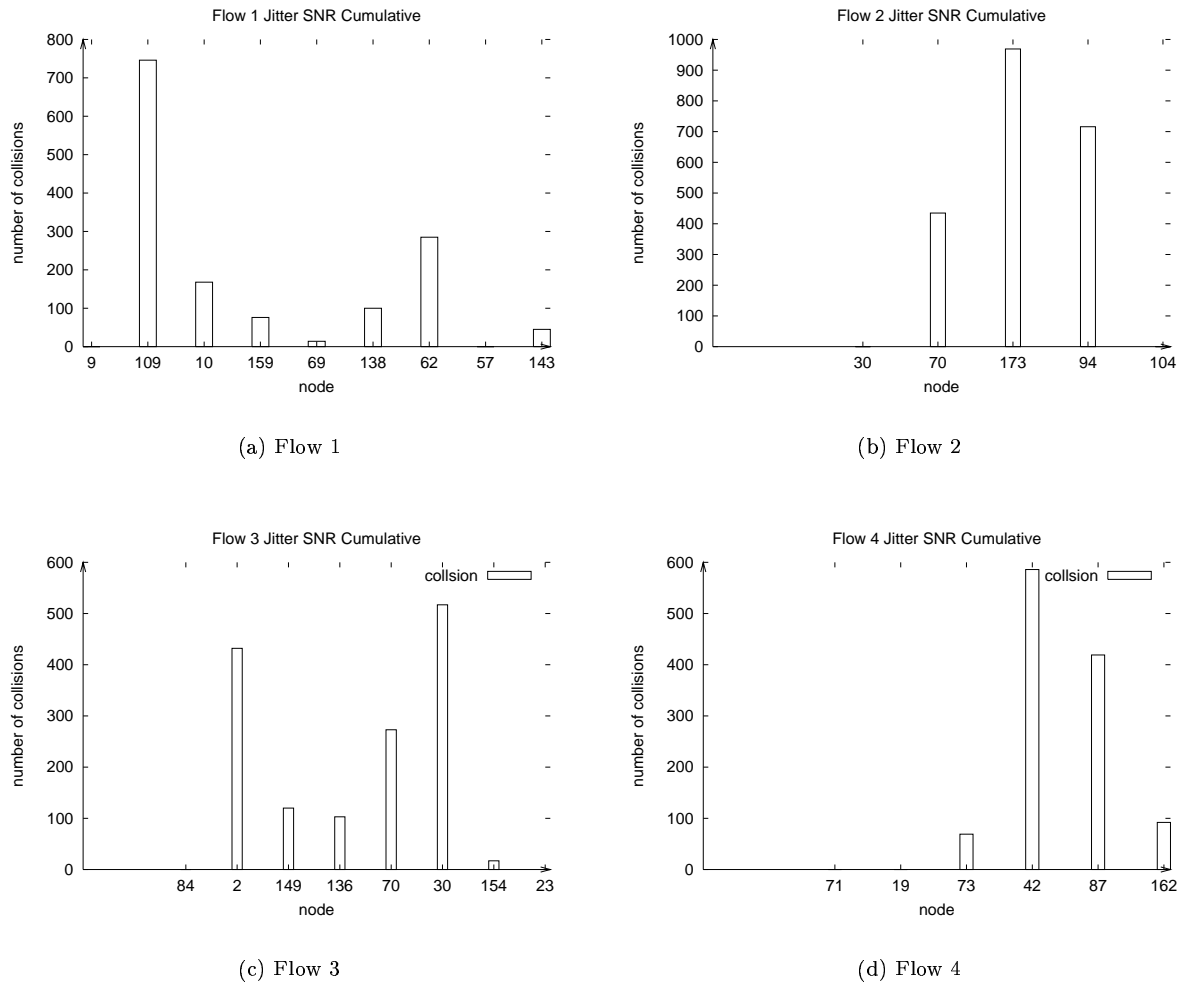 Flow 1 Jitter SNR Cumulative
800
700
600
500
400
300
200
100
0
number of collisions
9 109 10 159 69 138 62 57 143
node
(a) Flow 1
Flow 2 Jitter SNR Cumulative
1000
900
800
700
600
500
400
300
200
100
0
number of collisions
30 70 173 94 104
node
(b) Flow 2
Flow 3 Jitter SNR Cumulative
collsion
600
500
400
300
200
100
0
number of collisions
84 2 149 136 70 30 154 23
node
(c) Flow 3
Flow 4 Jitter SNR Cumulative
collsion
600
500
400
300
200
100
0
number of collisions
71 19 73 42 87 162
node
(d) Flow 4